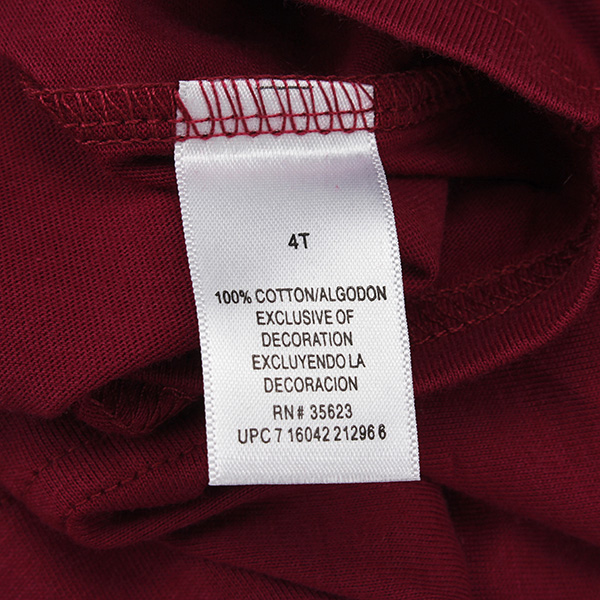 4T
100% COTTON/ALGODON
EXCLUSIVE OF
DECORATION
EXCLUYENDO LA
DECORACION
RN# 35623
UPC 7 16042 21296 6